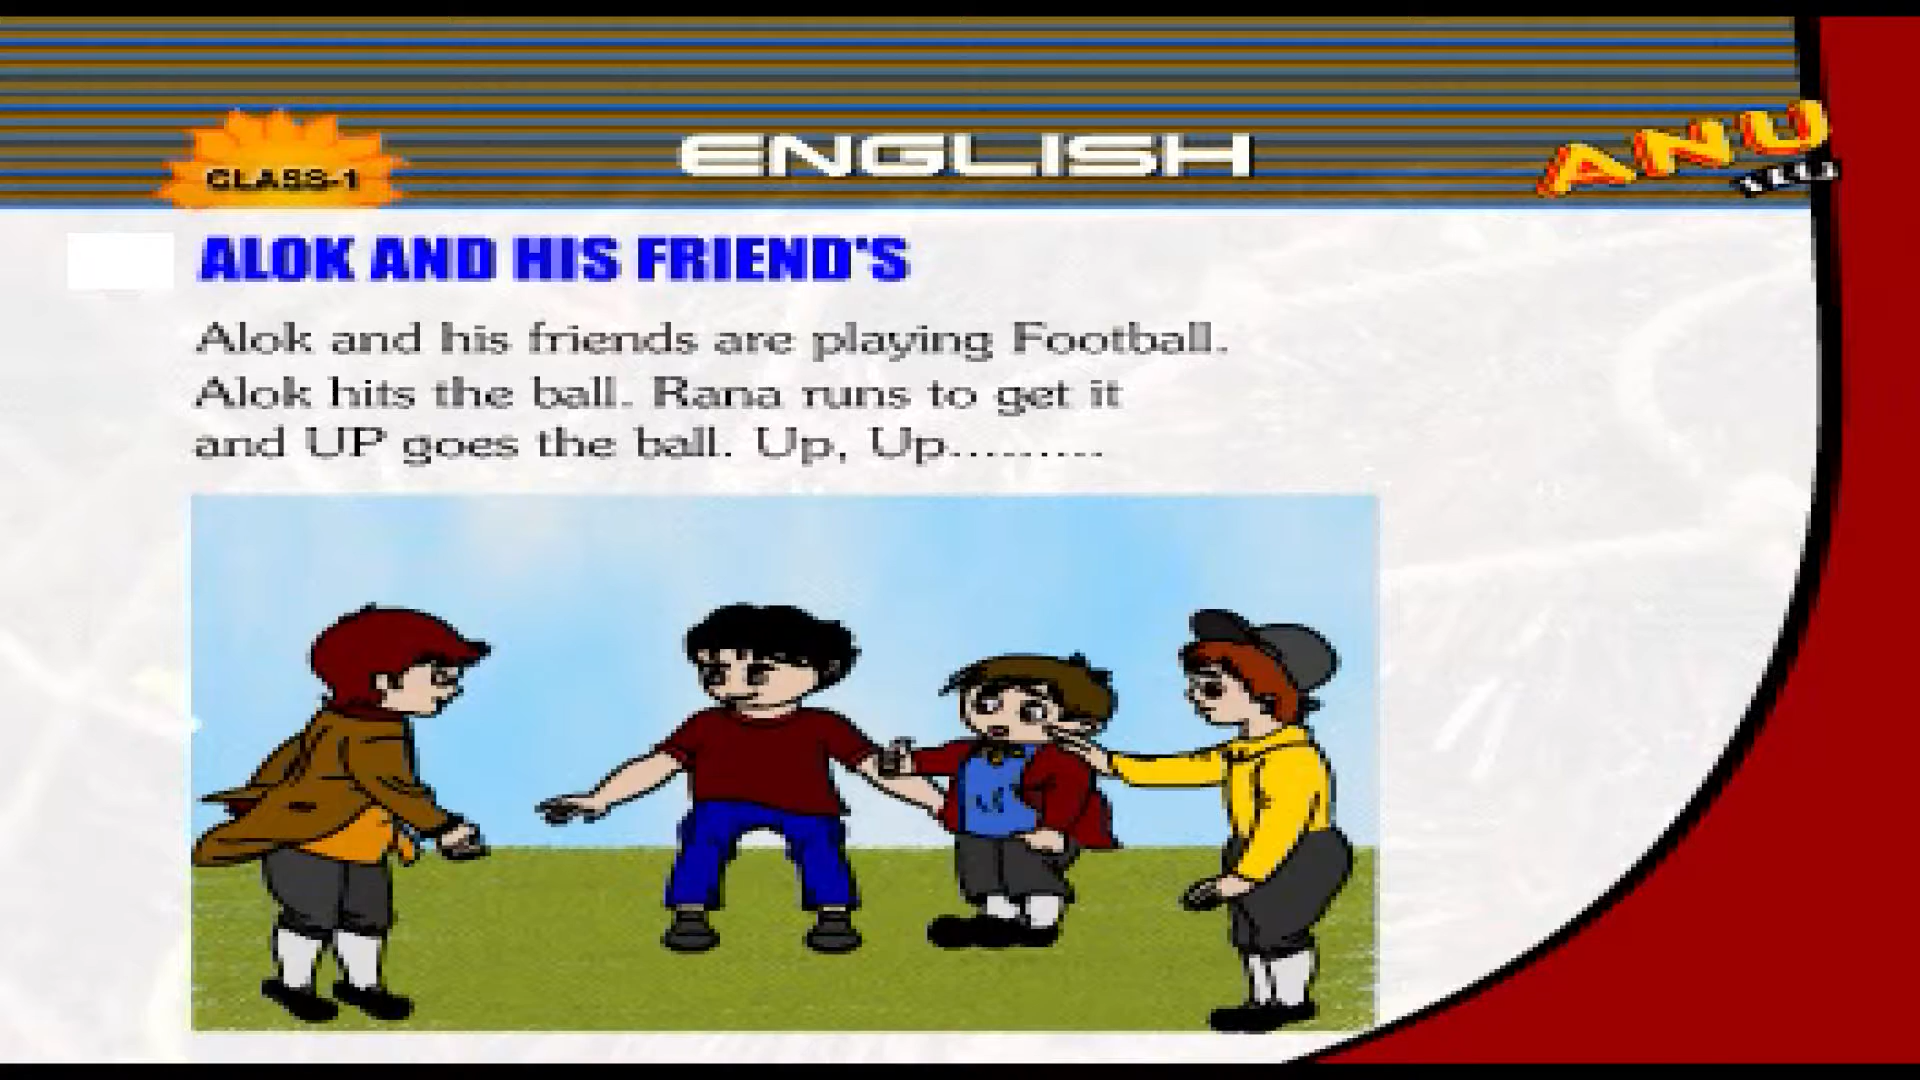 ENGLISH
CLASS-1
ANU
ALOK AND HIS FRIEND'S
Alok and his friends are playing Football.
Alok hits the ball. Rana runs to get it
and UP goes the ball. Up, Up.........